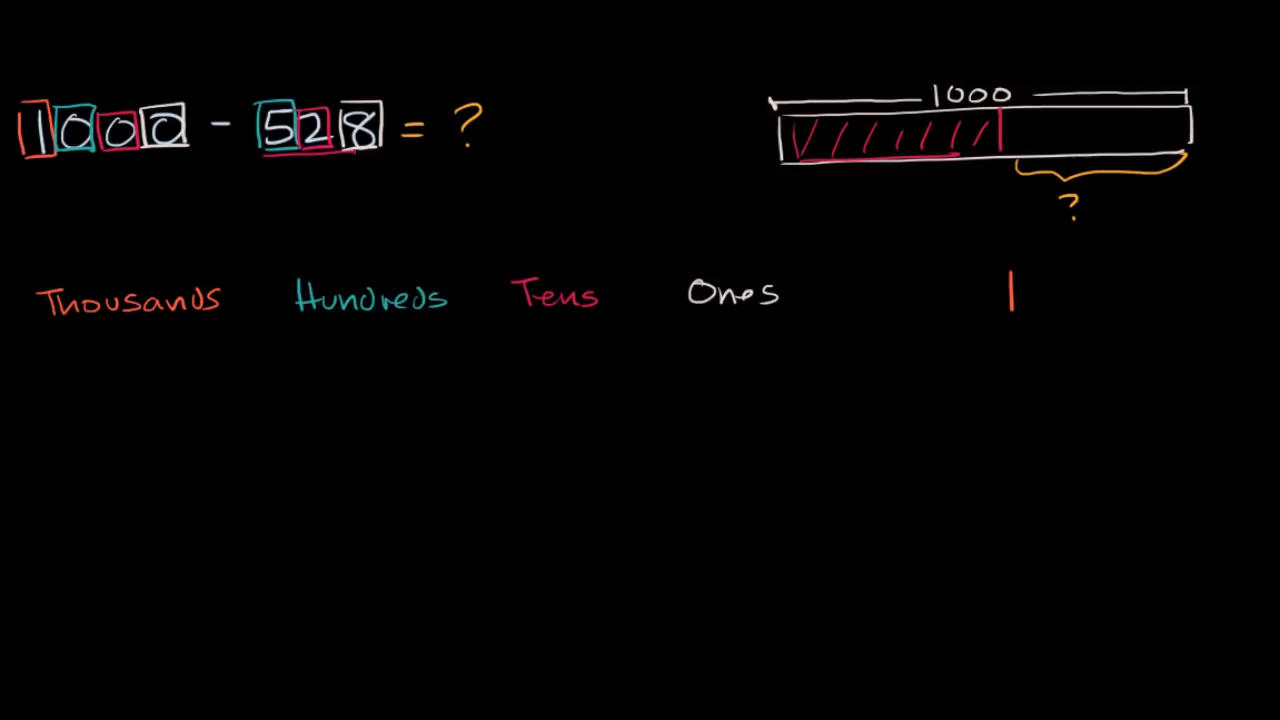 1000
1000 - 528 = ?
?
Thousands Hundreds Tens Ones 1